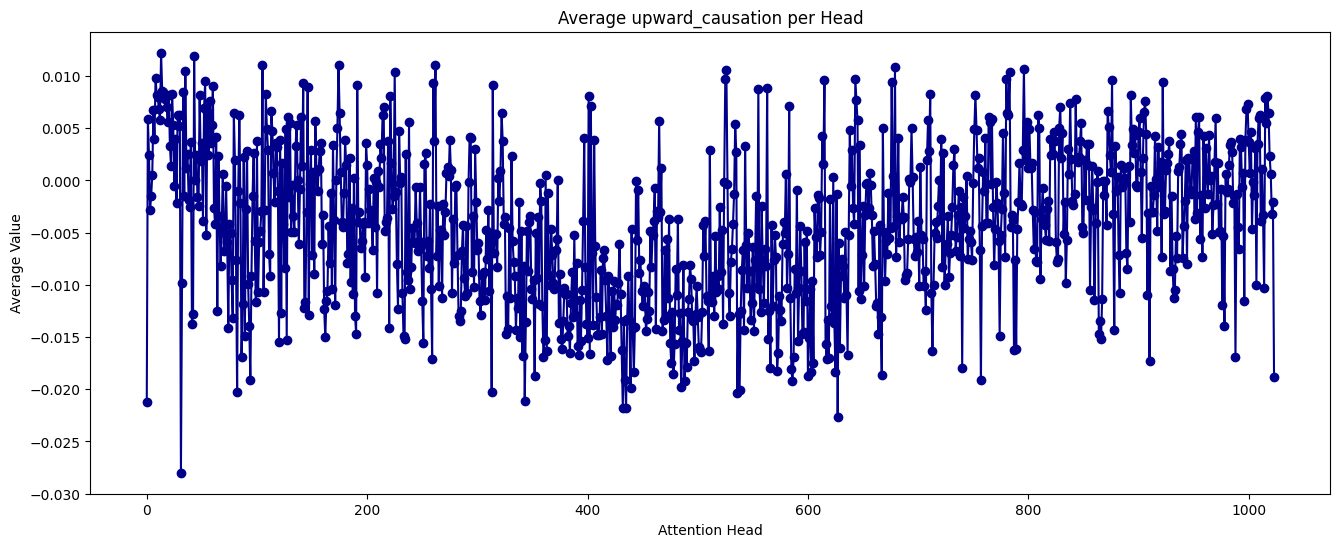 Average upward_causation per Head
Average Value
0.010
0.005
0.000
−0.005
−0.010
−0.015
−0.020
−0.025
−0.030
0 200 400 600 800 1000
Attention Head